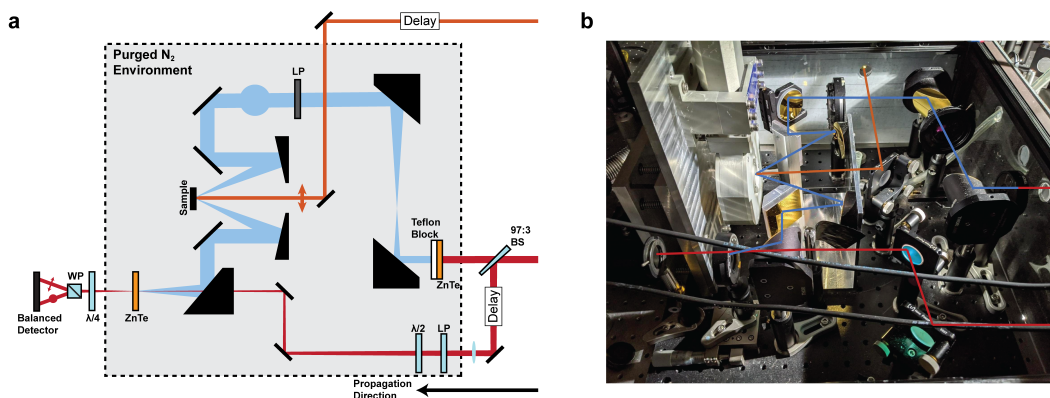 a
b
Delay
Purged N₂
Environment
LP
Sample
Teflon
Block
97:3
BS
ZnTe
WP
λ/4
ZnTe
Balanced
Detector
Delay
λ/2
LP
Propagation
Direction